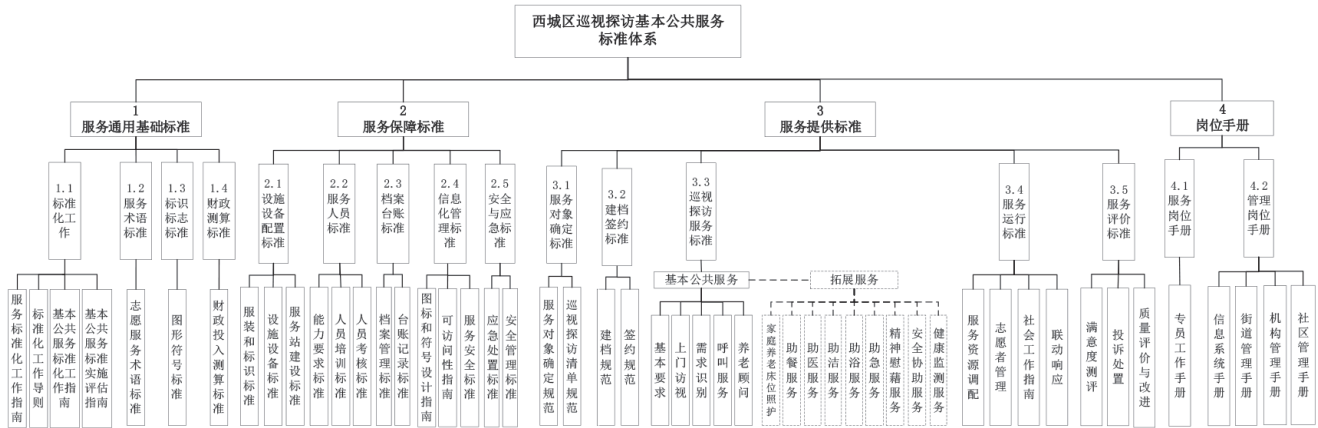 西城区巡视探访基本公共服务
标准体系
1
服务通用基础标准
2
服务保障标准
3
服务提供标准
4
岗位手册
1.1
标准化工作
1.2
服务术语标准
1.3
标识标志标准
1.4
财政测算标准
2.1
设施设备配置标准
2.2
服务人员标准
2.3
档案台账标准
2.4
信息化管理标准
2.5
安全与应急标准
3.1
服务对象确定标准
3.2
建档签约标准
3.3
巡视探访服务标准
3.4
服务运行标准
3.5
服务评价标准
4.1
服务岗位手册
4.2
管理岗位手册
基本公共服务
拓展服务
服务标准化工作指南
标准化工作导则
基本公共服务标准化工作指南
基本公共服务标准实施评估指南
志愿服务术语标准
图形符号标准
财政投入测算标准
服装和标识标准
设施设备标准
服务站建设标准
能力要求标准
人员培训标准
人员考核标准
档案管理标准
台账记录标准
图标和符号设计指南
可访问性指南
服务安全标准
应急处置标准
安全管理标准
服务对象确定规范
巡视探访清单规范
建档规范
签约规范
基本要求
上门访视
需求识别
呼叫服务
养老顾问
家庭养老床位照护
助餐服务
助医服务
助洁服务
助浴服务
助急服务
精神慰藉服务
安全协助服务
健康监测服务
服务资源调配
志愿者管理
社会工作指南
联动响应
满意度测评
投诉处置
质量评价与改进
专员工作手册
信息系统手册
街道管理手册
机构管理手册
社区管理手册